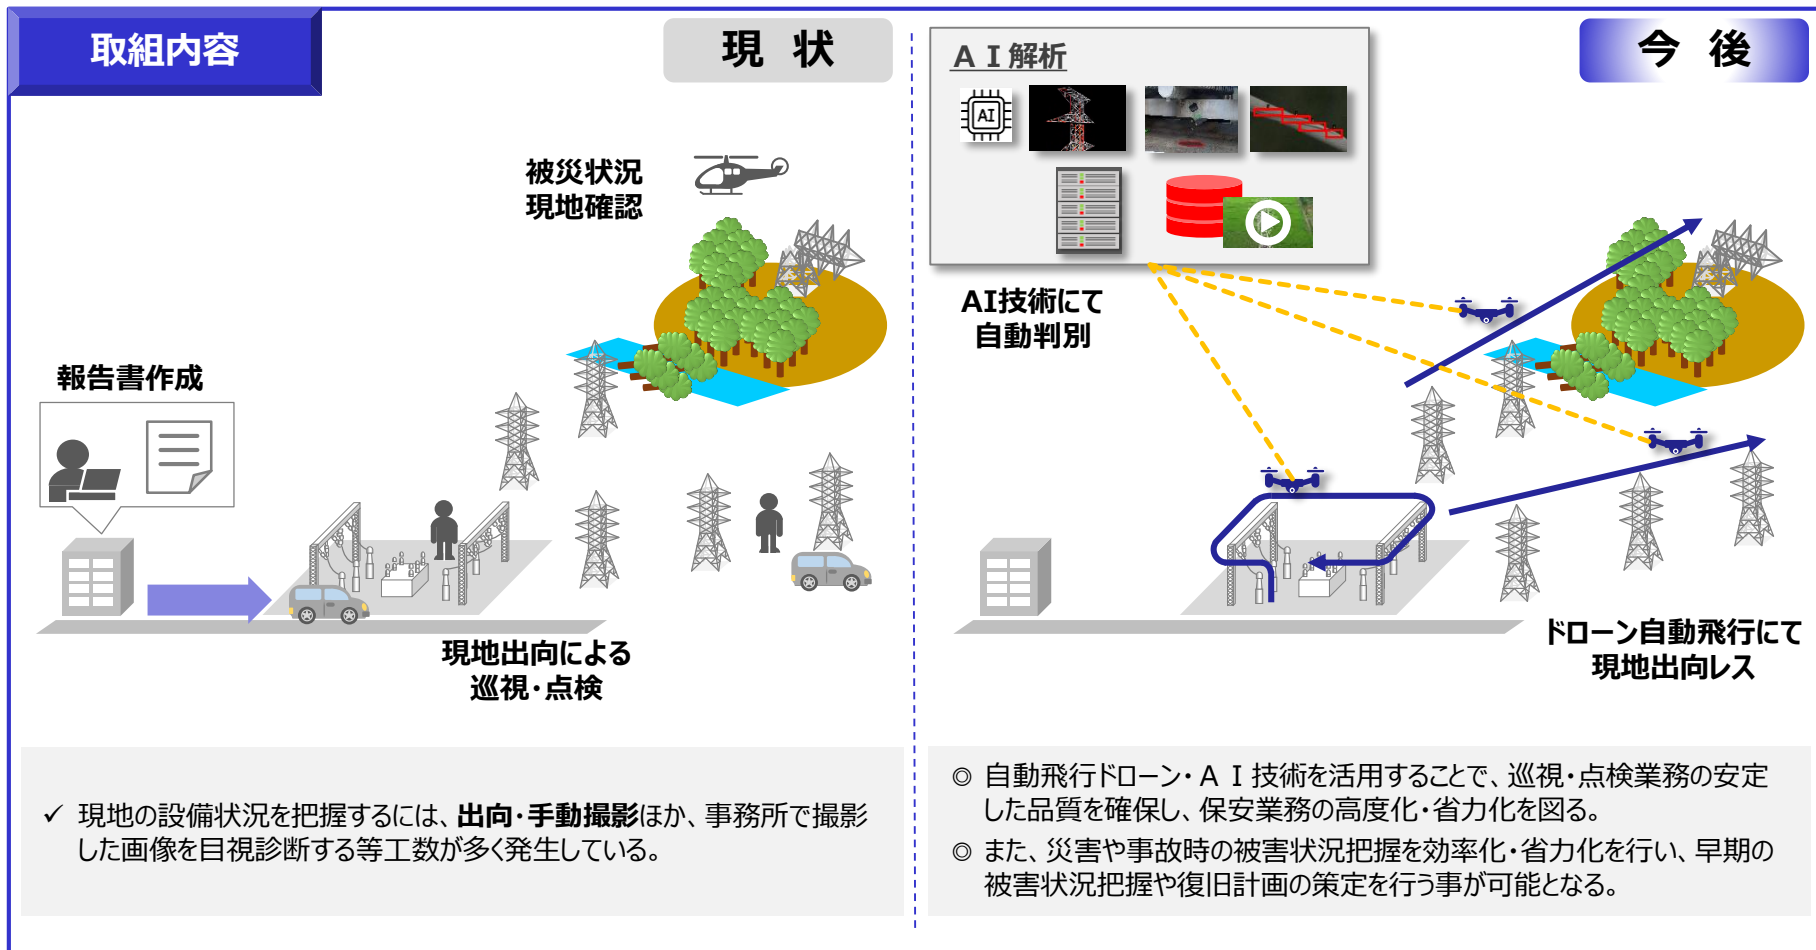 取組内容
現 状
被災状況
現地確認
報告書作成
現地出向による
巡視・点検
✓ 現地の設備状況を把握するには、出向・手動撮影ほか、事務所で撮影
した画像を目視診断する等工数が多く発生している。
今 後
ＡＩ解析
AI
AI技術にて
自動判別
ドローン自動飛行にて
現地出向レス
◎ 自動飛行ドローン・ＡＩ技術を活用することで、巡視・点検業務の安定
した品質を確保し、保安業務の高度化・省力化を図る。
◎ また、災害や事故時の被害状況把握を効率化・省力化を行い、早期の
被害状況把握や復旧計画の策定を行う事が可能となる。